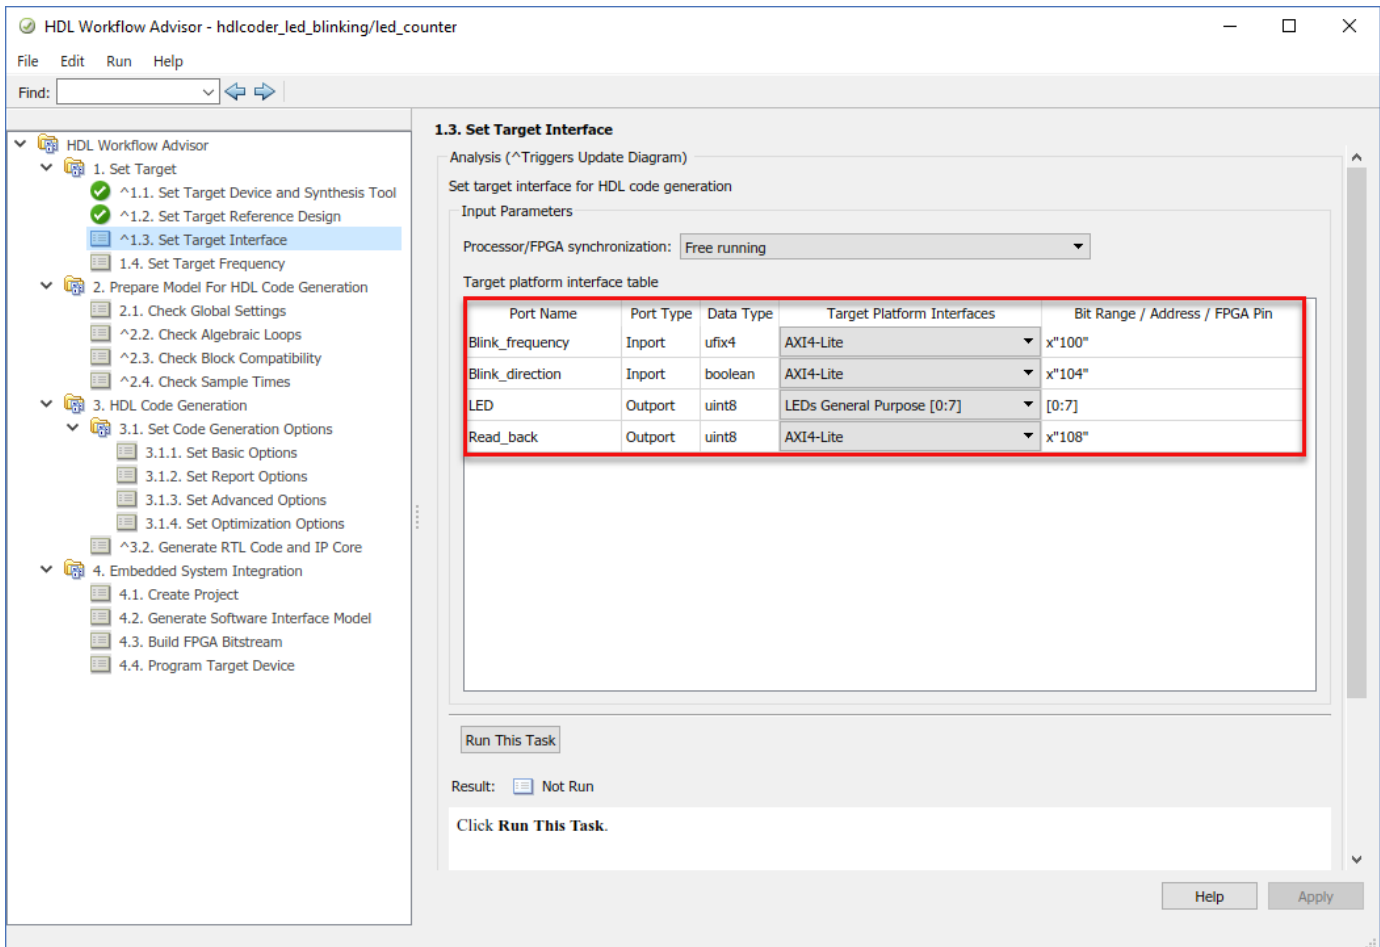 HDL Workflow Advisor - hdlcoder_led_blinking/led_counter
File Edit Run Help
Find:
HDL Workflow Advisor
1. Set Target
^1.1. Set Target Device and Synthesis Tool
^1.2. Set Target Reference Design
^1.3. Set Target Interface
1.4. Set Target Frequency
2. Prepare Model For HDL Code Generation
2.1. Check Global Settings
^2.2. Check Algebraic Loops
^2.3. Check Block Compatibility
^2.4. Check Sample Times
3. HDL Code Generation
3.1. Set Code Generation Options
3.1.1. Set Basic Options
3.1.2. Set Report Options
3.1.3. Set Advanced Options
3.1.4. Set Optimization Options
^3.2. Generate RTL Code and IP Core
4. Embedded System Integration
4.1. Create Project
4.2. Generate Software Interface Model
4.3. Build FPGA Bitstream
4.4. Program Target Device
1.3. Set Target Interface
Analysis (^Triggers Update Diagram)
Set target interface for HDL code generation
Input Parameters
Processor/FPGA synchronization: Free running
Target platform interface table
Port Name Port Type Data Type Target Platform Interfaces Bit Range / Address / FPGA Pin
Blink_frequency Inport ufix4 AXI4-Lite x"100"
Blink_direction Inport boolean AXI4-Lite x"104"
LED Outport uint8 LEDs General Purpose [0:7] [0:7]
Read_back Outport uint8 AXI4-Lite x"108"
Run This Task
Result: Not Run
Click Run This Task.
Help Apply